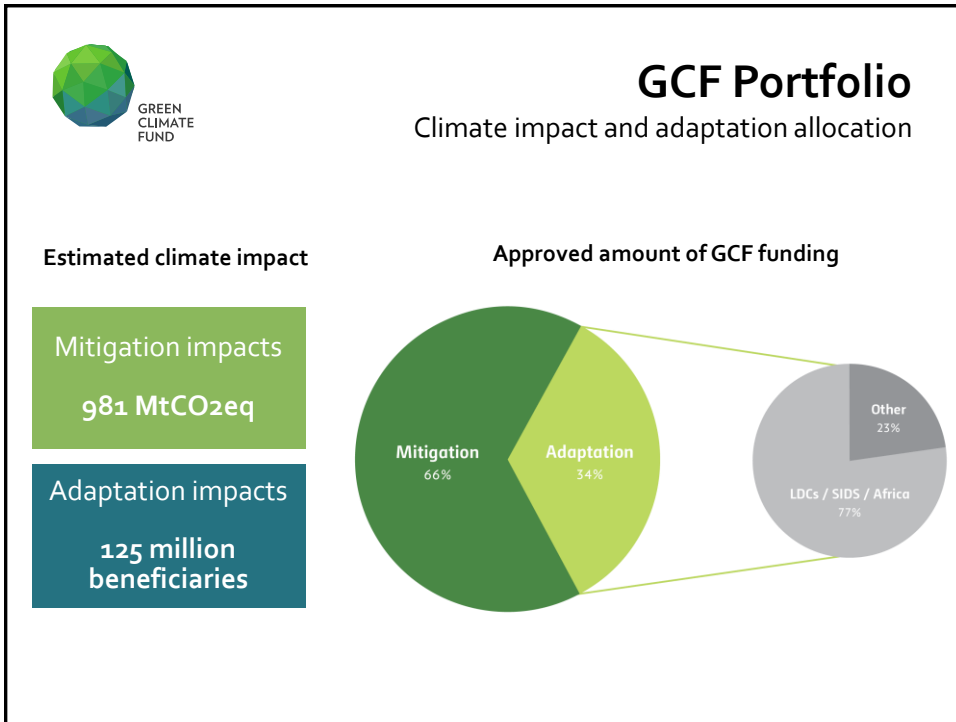 GREEN
CLIMATE
FUND
GCF Portfolio
Climate impact and adaptation allocation
Estimated climate impact
Mitigation impacts
981 MtCO2eq
Adaptation impacts
125 million
beneficiaries
Approved amount of GCF funding
Mitigation
66%
Adaptation
34%
Other
23%
LDCs / SIDS / Africa
77%